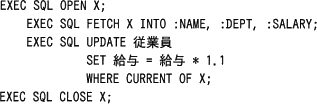 EXEC SQL OPEN X;
EXEC SQL FETCH X INTO :NAME, :DEPT, :SALARY;
EXEC SQL UPDATE 従業員
SET 給与 = 給与 * 1.1
WHERE CURRENT OF X;
EXEC SQL CLOSE X;